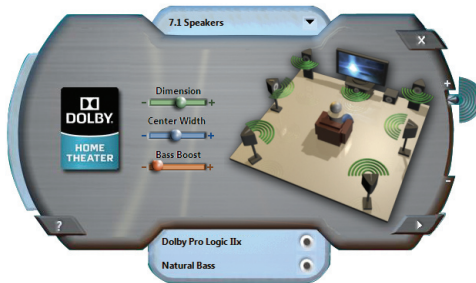 7.1 Speakers
X
DOLBY.
HOME
THEATER
Dimension
- +
Center Width
- +
Bass Boost
- +
+
-
?
Dolby Pro Logic IIx
Natural Bass